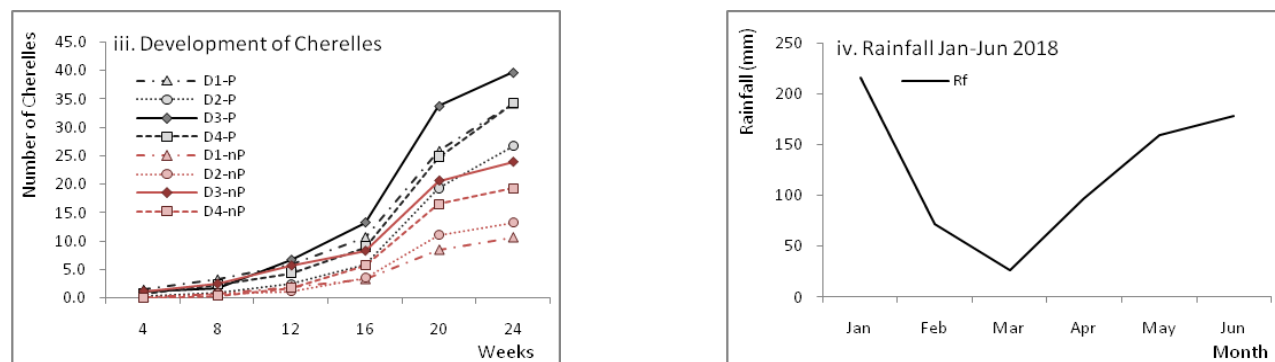 iii. Development of Cherelles
Number of Cherelles
45.0
40.0
35.0
30.0
25.0
20.0
15.0
10.0
5.0
0.0
D1-P
D2-P
D3-P
D4-P
D1-nP
D2-nP
D3-nP
D4-nP
4 8 12 16 20 24
Weeks
iv. Rainfall Jan-Jun 2018
Rainfall (mm)
250
200
150
100
50
0
Rf
Jan Feb Mar Apr May Jun
Month